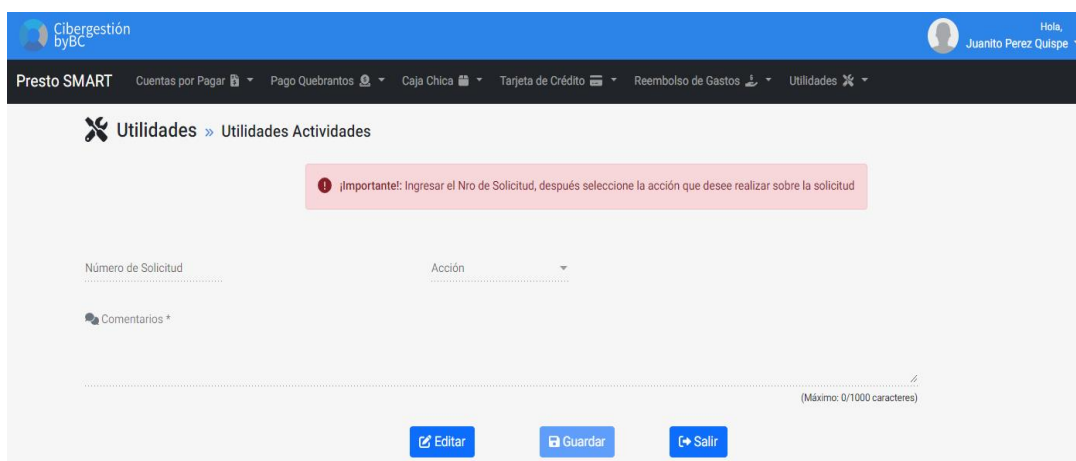 Cibergestión
byBC
Hola,
Juanito Perez Quispe
Presto SMART Cuentas por Pagar Pago Quebrantos Caja Chica Tarjeta de Crédito Reembolso de Gastos Utilidades
Utilidades » Utilidades Actividades
¡Importante!: Ingresar el Nro de Solicitud, después seleccione la acción que desee realizar sobre la solicitud
Número de Solicitud Acción
Comentarios *
(Máximo: 0/1000 caracteres)
Editar Guardar Salir